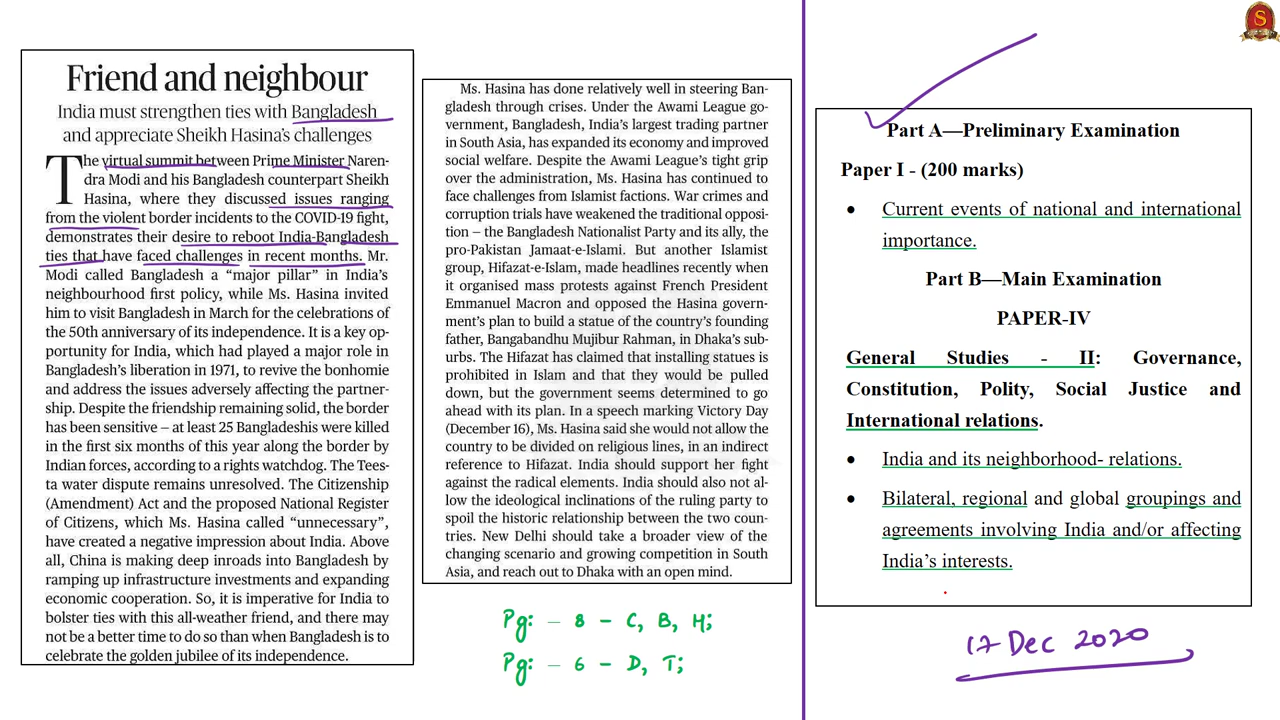 Friend and neighbour
India must strengthen ties with Bangladesh
and appreciate Sheikh Hasina's challenges
The virtual summit between Prime Minister Naren-
dra Modi and his Bangladesh counterpart Sheikh
Hasina, where they discussed issues ranging
from the violent border incidents to the COVID-19 fight,
demonstrates their desire to reboot India-Bangladesh
ties that have faced challenges in recent months. Mr.
Modi called Bangladesh a “major pillar” in India's
neighbourhood first policy, while Ms. Hasina invited
him to visit Bangladesh in March for the celebrations of
the 50th anniversary of its independence. It is a key op-
portunity for India, which had played a major role in
Bangladesh's liberation in 1971, to revive the bonhomie
and address the issues adversely affecting the partner-
ship. Despite the friendship remaining solid, the border
has been sensitive – at least 25 Bangladeshis were killed
in the first six months of this year along the border by
Indian forces, according to a rights watchdog. The Tees-
ta water dispute remains unresolved. The Citizenship
(Amendment) Act and the proposed National Register
of Citizens, which Ms. Hasina called “unnecessary”,
have created a negative impression about India. Above
all, China is making deep inroads into Bangladesh by
ramping up infrastructure investments and expanding
economic cooperation. So, it is imperative for India to
bolster ties with this all-weather friend, and there may
not be a better time to do so than when Bangladesh is to
celebrate the golden jubilee of its independence.
Ms. Hasina has done relatively well in steering Ban-
gladesh through crises. Under the Awami League go-
vernment, Bangladesh, India's largest trading partner
in South Asia, has expanded its economy and improved
social welfare. Despite the Awami League's tight grip
over the administration, Ms. Hasina has continued to
face challenges from Islamist factions. War crimes and
corruption trials have weakened the traditional opposi-
tion – the Bangladesh Nationalist Party and its ally, the
pro-Pakistan Jamaat-e-Islami. But another Islamist
group, Hifazat-e-Islam, made headlines recently when
it organised mass protests against French President
Emmanuel Macron and opposed the Hasina govern-
ment's plan to build a statue of the country's founding
father, Bangabandhu Mujibur Rahman, in Dhaka's sub-
urbs. The Hifazat has claimed that installing statues is
prohibited in Islam and that they would be pulled
down, but the government seems determined to go
ahead with its plan. In a speech marking Victory Day
(December 16), Ms. Hasina said she would not allow the
country to be divided on religious lines, in an indirect
reference to Hifazat. India should support her fight
against the radical elements. India should also not al-
low the ideological inclinations of the ruling party to
spoil the historic relationship between the two coun-
tries. New Delhi should take a broader view of the
changing scenario and growing competition in South
Asia, and reach out to Dhaka with an open mind.
Pg: – 8 – C, B, H;
Pg: – 6 – D, T;
S
Part A—Preliminary Examination
Paper I - (200 marks)
• Current events of national and international
importance.
Part B—Main Examination
PAPER-IV
General Studies - II: Governance,
Constitution, Polity, Social Justice and
International relations.
• India and its neighborhood- relations.
• Bilateral, regional and global groupings and
agreements involving India and/or affecting
India's interests.
17 Dec 2020